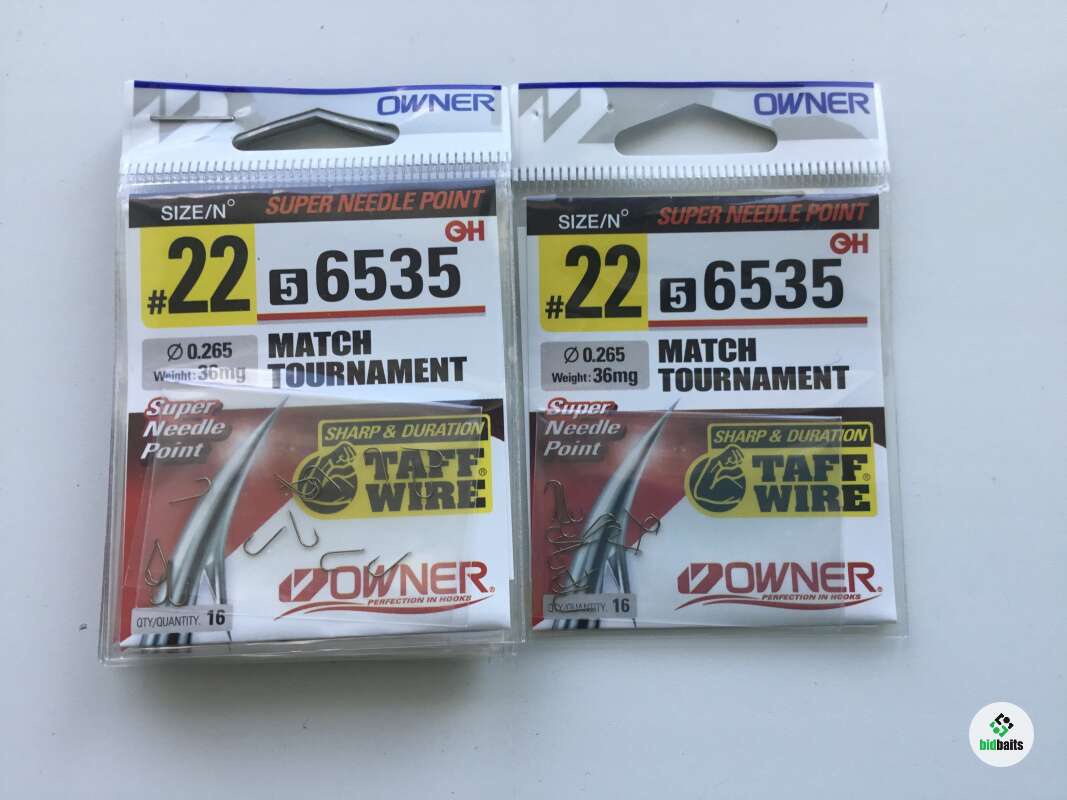 OWNER
SIZE/N°
SUPER NEEDLE POINT
OH
#22
5 6535
Ø 0.265
Weight: 36mg
MATCH
TOURNAMENT
Super
Needle
Point
SHARP & DURATION
TAFF
WIRE®
OWNER®
PERFECTION IN HOOKS
QTY/QUANTITY. 16
OWNER
SIZE/N°
SUPER NEEDLE POINT
OH
#22
5 6535
Ø 0.265
Weight: 36mg
MATCH
TOURNAMENT
Super
Needle
Point
SHARP & DURATION
TAFF
WIRE®
OWNER®
PERFECTION IN HOOKS
QTY/QUANTITY. 16
bidbaits